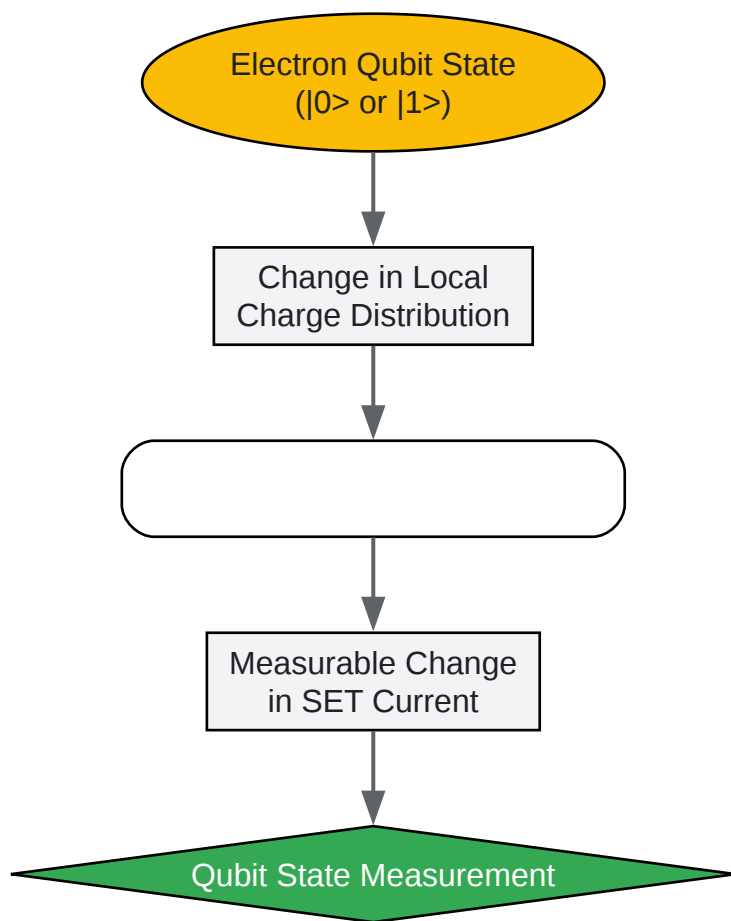 Electron Qubit State
(|0> or |1>)
Change in Local
Charge Distribution
Measurable Change
in SET Current
Qubit State Measurement